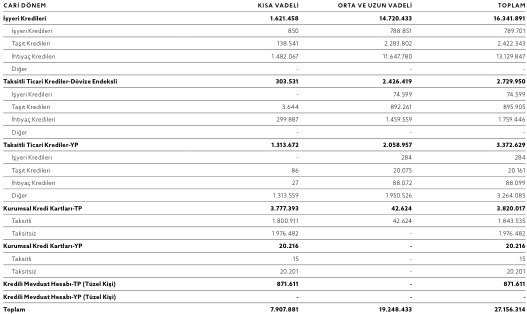 CARİ DÖNEM KISA VADELİ ORTA VE UZUN VADELİ TOPLAM
İşyeri Kredileri 1.621.458 14.720.433 16.341.891
İşyeri Kredileri 850 788.851 789.701
Taşıt Kredileri 138.541 2.283.802 2.422.343
İhtiyaç Kredileri 1.482.067 11.647.780 13.129.847
Diğer - - -
Taksitli Ticari Krediler-Dövize Endeksli 303.531 2.426.419 2.729.950
İşyeri Kredileri - 74.599 74.599
Taşıt Kredileri 3.644 892.261 895.905
İhtiyaç Kredileri 299.887 1.459.559 1.759.446
Diğer - - -
Taksitli Ticari Krediler-YP 1.313.672 2.058.957 3.372.629
İşyeri Kredileri - 284 284
Taşıt Kredileri 86 20.075 20.161
İhtiyaç Kredileri 27 88.072 88.099
Diğer 1.313.559 1.950.526 3.264.085
Kurumsal Kredi Kartları-TP 3.777.393 42.624 3.820.017
Taksitli 1.800.911 42.624 1.843.535
Taksitsiz 1.976.482 - 1.976.482
Kurumsal Kredi Kartları-YP 20.216 - 20.216
Taksitli 15 - 15
Taksitsiz 20.201 - 20.201
Kredili Mevduat Hesabı-TP (Tüzel Kişi) 871.611 - 871.611
Kredili Mevduat Hesabı-YP (Tüzel Kişi) - - -
Toplam 7.907.881 19.248.433 27.156.314